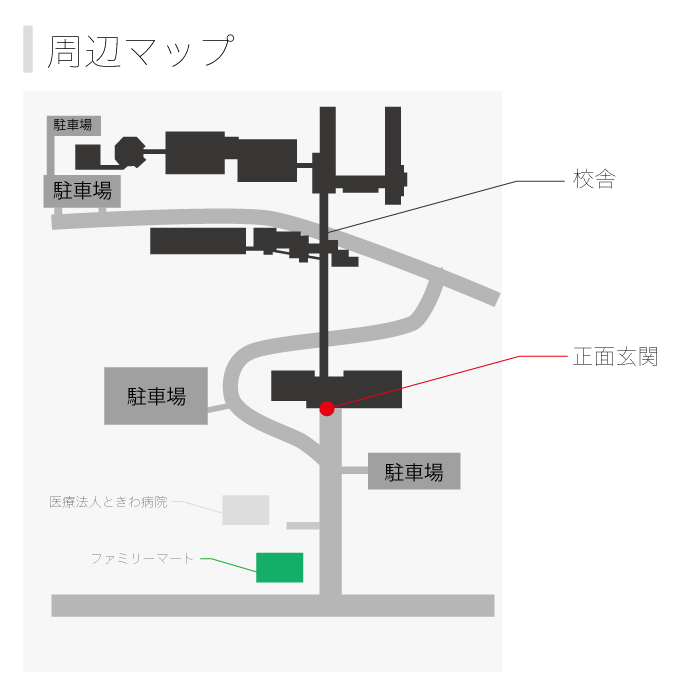 周辺マップ
駐車場
駐車場
校舎
正面玄関
駐車場
駐車場
医療法人ときわ病院
ファミリーマート